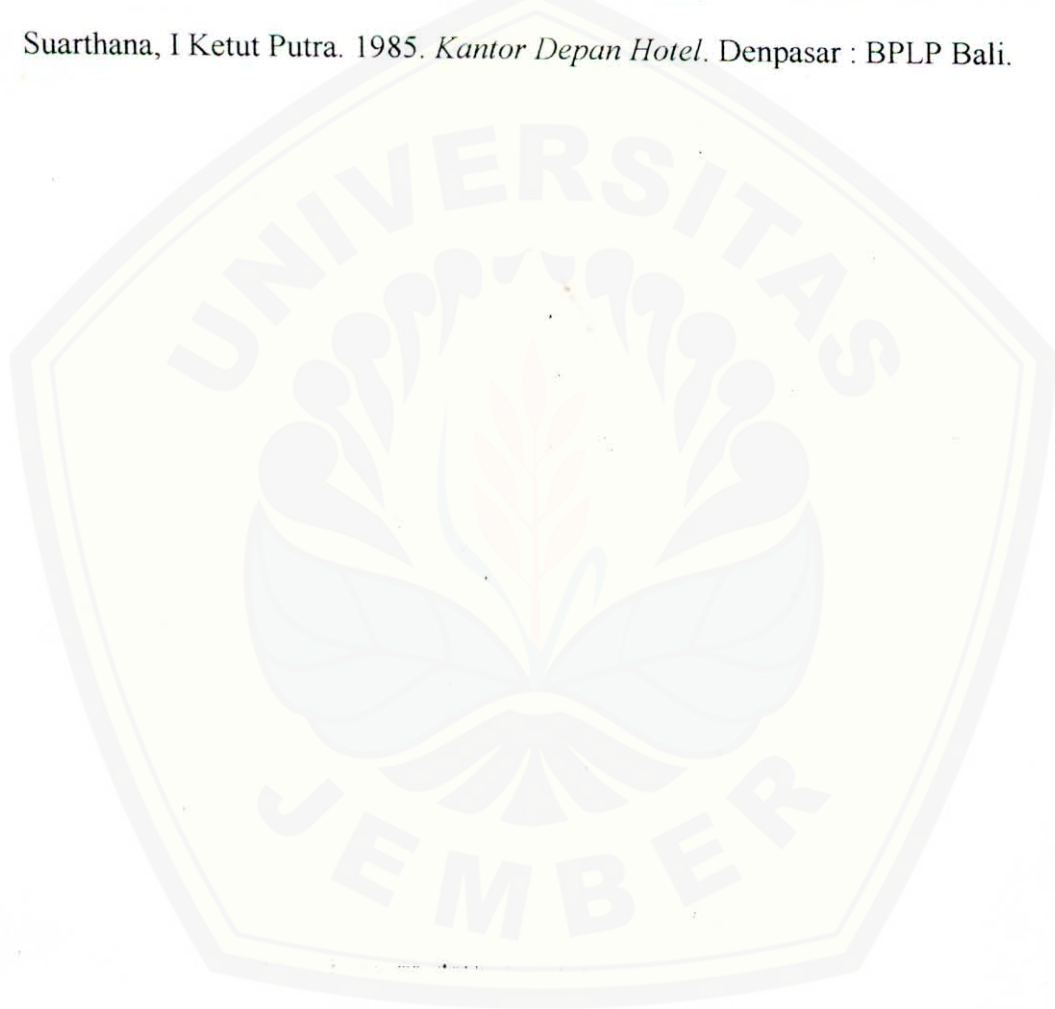 Suarthana, I Ketut Putra. 1985. Kantor Depan Hotel. Denpasar : BPLP Bali.
UNIVERSITAS
JEMBER